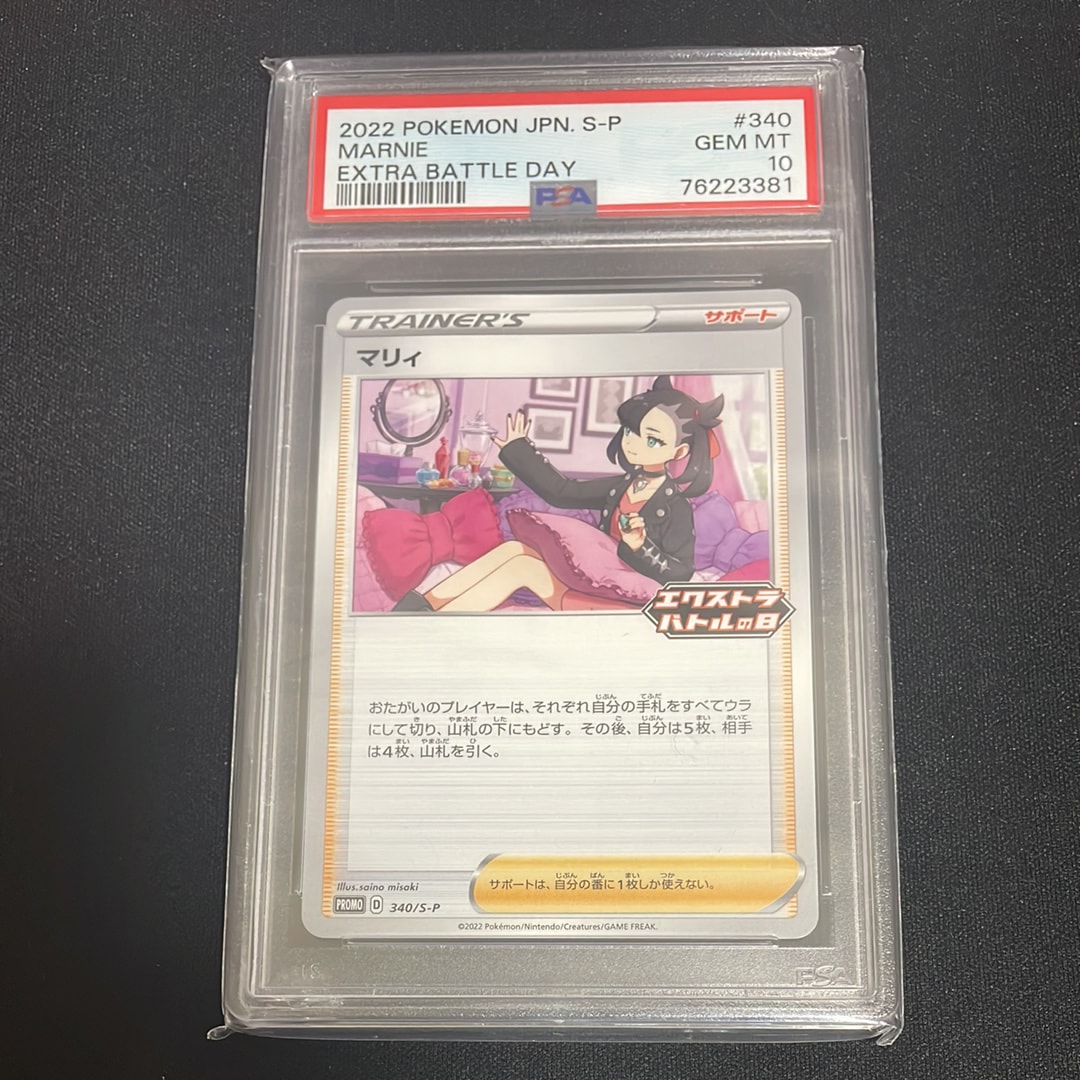 2022 POKEMON JPN. S-P #340
MARNIE GEM MT
EXTRA BATTLE DAY 10
PSA 76223381
TRAINER'S サポート
マリィ
エクストラ
バトルの日
おたがいのプレイヤーは、それぞれ自分の手札をすべてウラ
にして切り、山札の下にもどす。その後、自分は5枚、相手
は4枚、山札を引く。
Illus.saino misaki
サポートは、自分の番に1枚しか使えない。
PROMO D 340/S-P
©2022 Pokémon/Nintendo/Creatures/GAME FREAK.
PSA